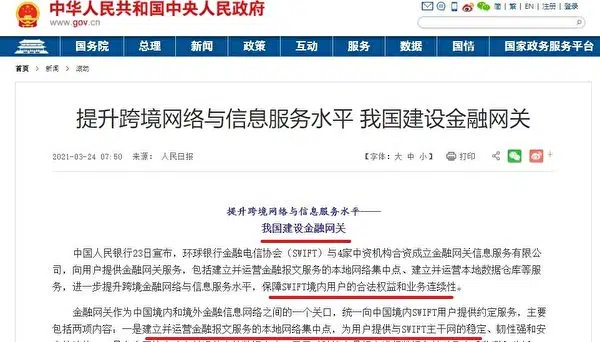 中华人民共和国中央人民政府
www.gov.cn
简 | 繁 | EN | 注册 | 登录
国务院 总理 新闻 政策 互动 服务 数据 国情 国家政务服务平台
首页 > 新闻 > 滚动
提升跨境网络与信息服务水平 我国建设金融网关
2021-03-24 07:50 来源: 人民日报 【字体: 大 中 小】 打印
提升跨境网络与信息服务水平——
我国建设金融网关
中国人民银行23日宣布，环球银行金融电信协会（SWIFT）与4家中资机构合资成立金融网关信息服务有限公
司，向用户提供金融网关服务，包括建立并运营金融报文服务的本地网络集中点、建立并运营本地数据仓库等服
务，进一步提升跨境金融网络与信息服务水平，保障SWIFT境内用户的合法权益和业务连续性。
金融网关作为中国境内和境外金融信息网络之间的一个关口，统一向中国境内SWIFT用户提供约定服务，主要
包括两项内容：一是建立并运营金融报文服务的本地网络集中点，为用户提供与SWIFT主干网的稳定、韧性强和安